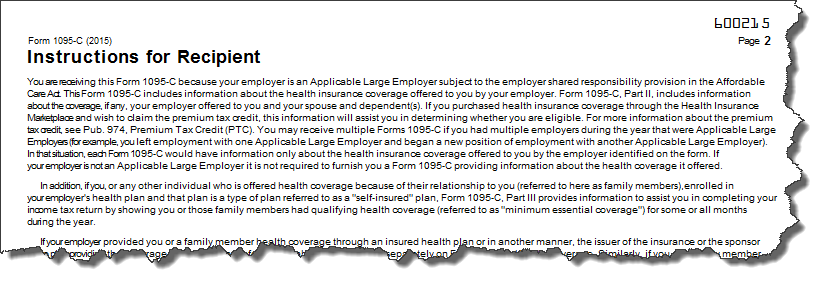 600215
Form 1095-C (2015) Page 2
Instructions for Recipient
You are receiving this Form 1095-C because your employer is an Applicable Large Employer subject to the employer shared responsibility provision in the Affordable
Care Act. This Form 1095-C includes information about the health insurance coverage offered to you by your employer. Form 1095-C, Part II, includes information
about the coverage, if any, your employer offered to you and your spouse and dependent(s). If you purchased health insurance coverage through the Health Insurance
Marketplace and wish to claim the premium tax credit, this information will assist you in determining whether you are eligible. For more information about the premium
tax credit, see Pub. 974, Premium Tax Credit (PTC). You may receive multiple Forms 1095-C if you had multiple employers during the year that were Applicable Large
Employers (for example, you left employment with one Applicable Large Employer and began a new position of employment with another Applicable Large Employer).
In that situation, each Form 1095-C would have information only about the health insurance coverage offered to you by the employer identified on the form. If
your employer is not an Applicable Large Employer it is not required to furnish you a Form 1095-C providing information about the health coverage it offered.
In addition, if you, or any other individual who is offered health coverage because of their relationship to you (referred to here as family members), enrolled in
your employer's health plan and that plan is a type of plan referred to as a "self-insured" plan, Form 1095-C, Part III provides information to assist you in completing your
income tax return by showing you or those family members had qualifying health coverage (referred to as "minimum essential coverage") for some or all months
during the year.
If your employer provided you or a family member health coverage through an insured health plan or in another manner, the issuer of the insurance or the sponsor
Similarly, if you member